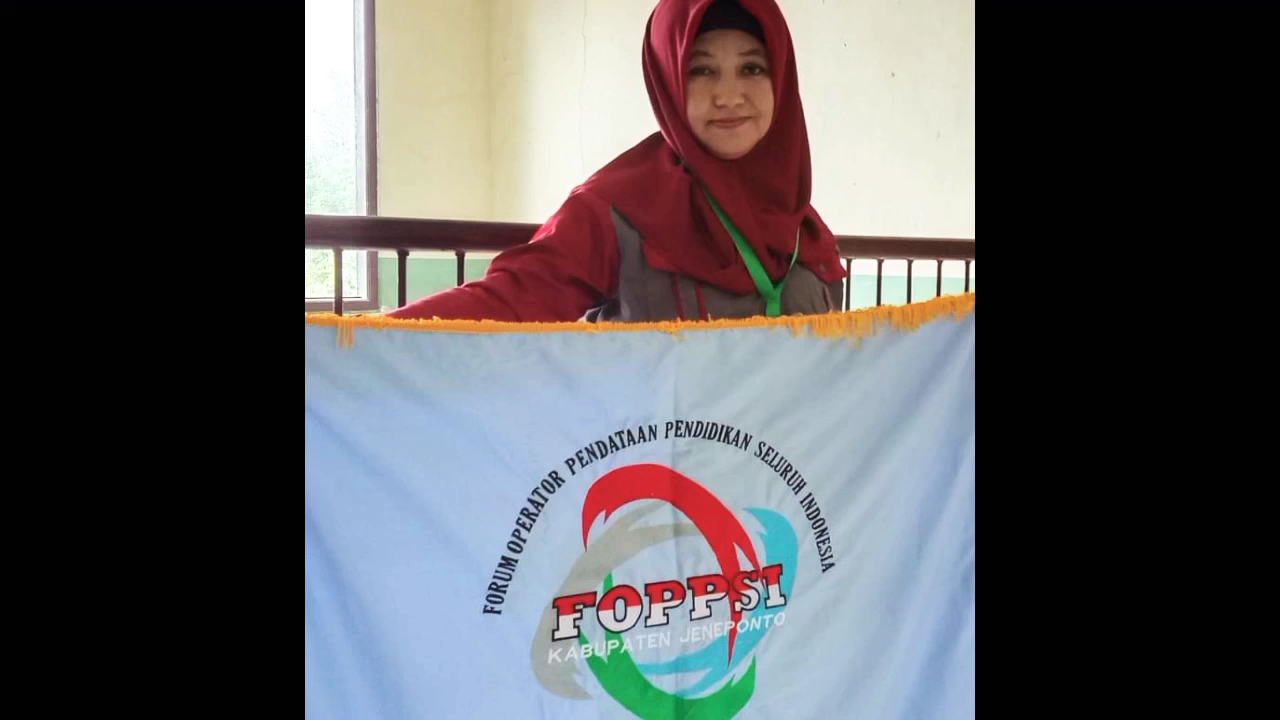 FORUM OPERATOR PENDATAAN PENDIDIKAN SELURUH INDONESIA
FOPPSI
KABUPATEN JENEPONTO